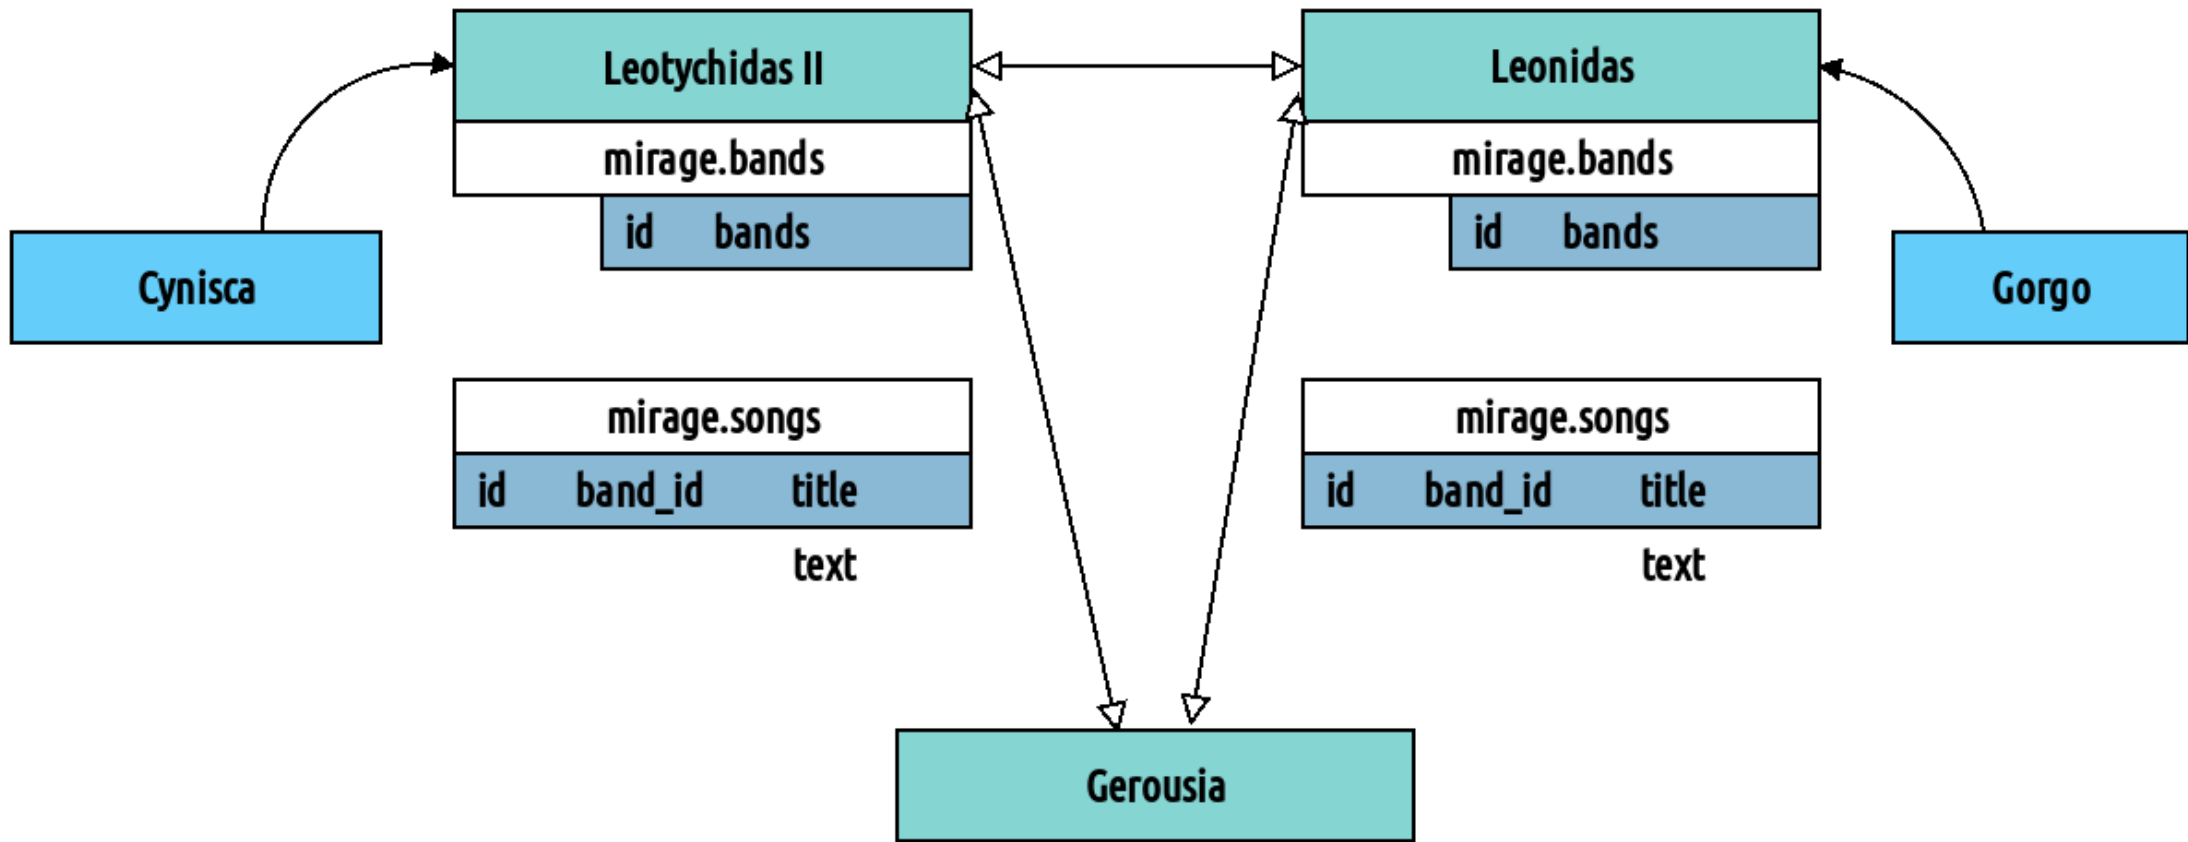 Leotychidas II
Leonidas
mirage.bands
mirage.bands
id bands
id bands
Cynisca
Gorgo
mirage.songs
mirage.songs
id band_id title
id band_id title
text
text
Gerousia